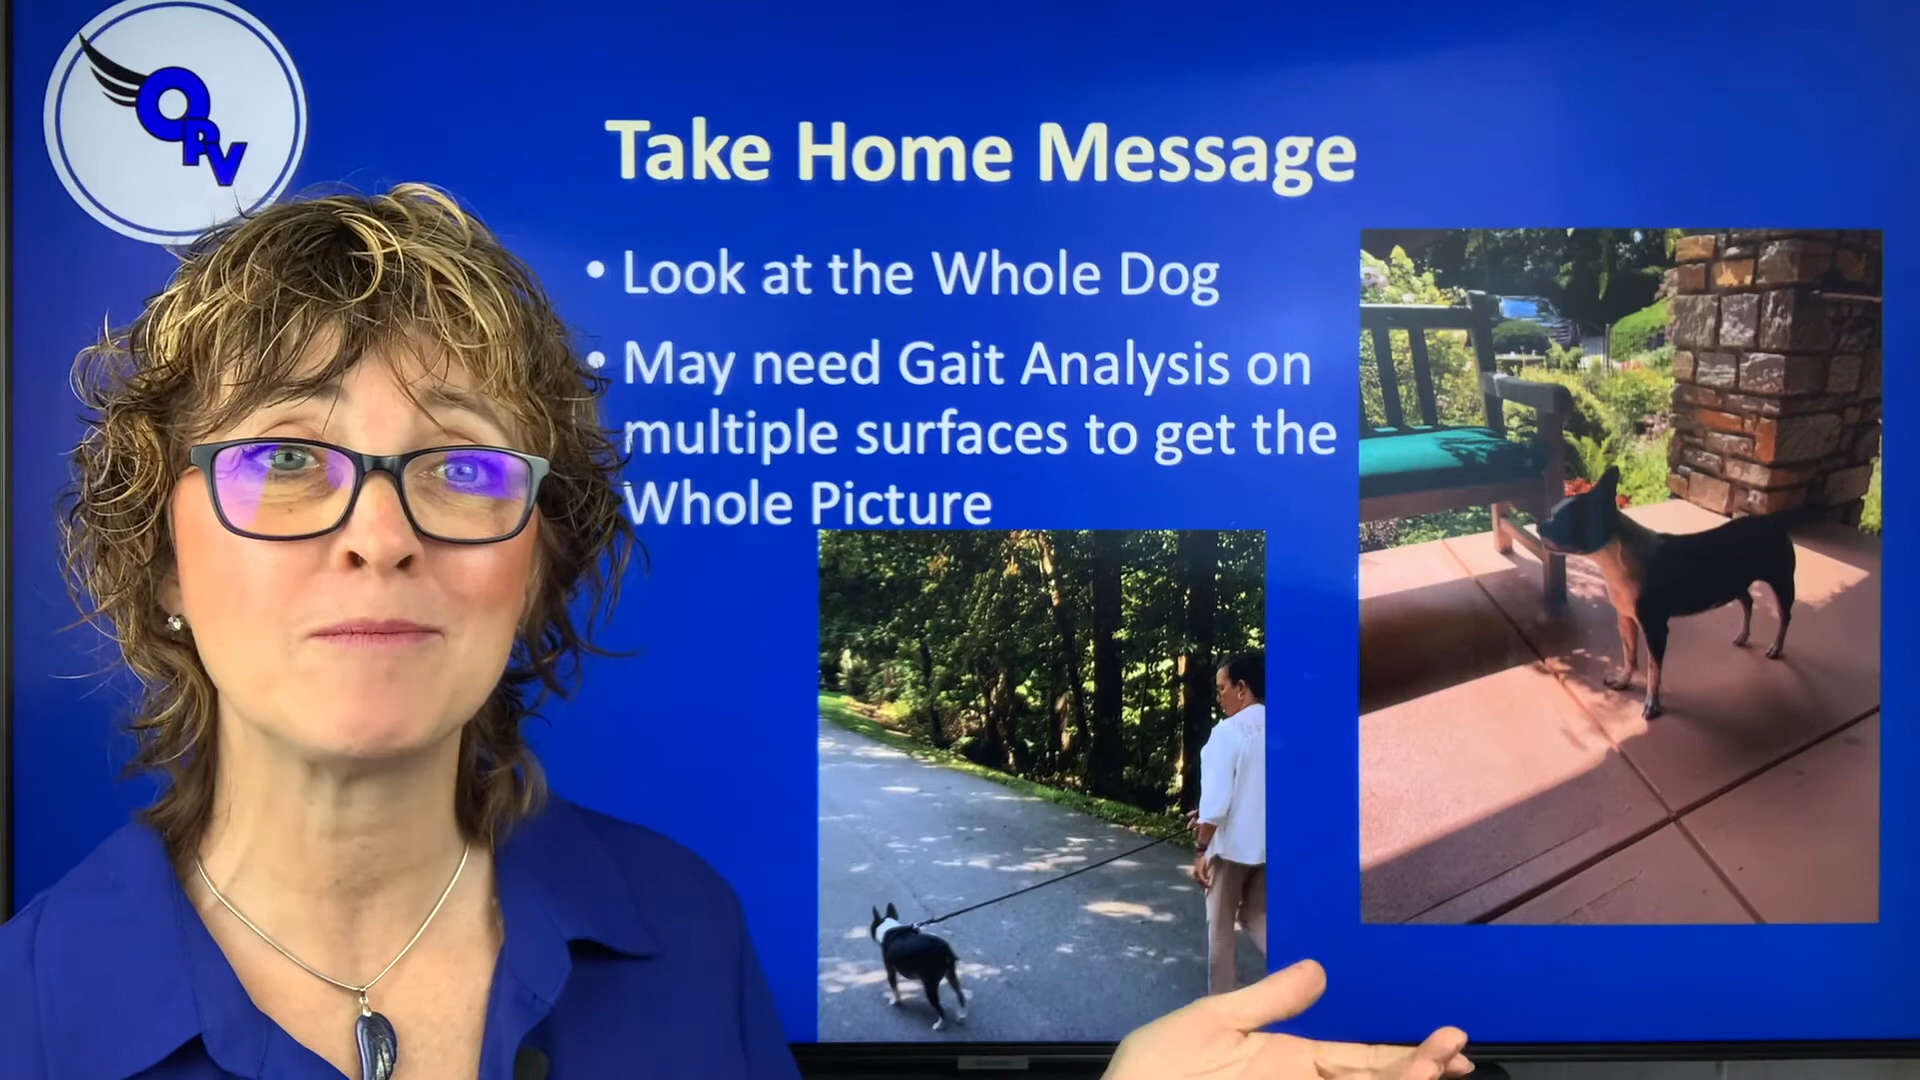 OPV
Take Home Message
• Look at the Whole Dog
• May need Gait Analysis on
multiple surfaces to get the
Whole Picture